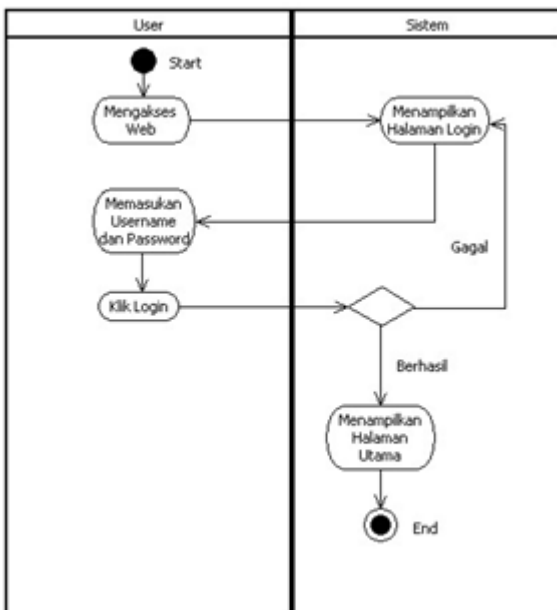 User
Sistem
Start
Mengakses
Web
Menampilkan
Halaman Login
Memasukan
Username
dan Password
Gagal
Klik Login
Berhasil
Menampilkan
Halaman
Utama
End